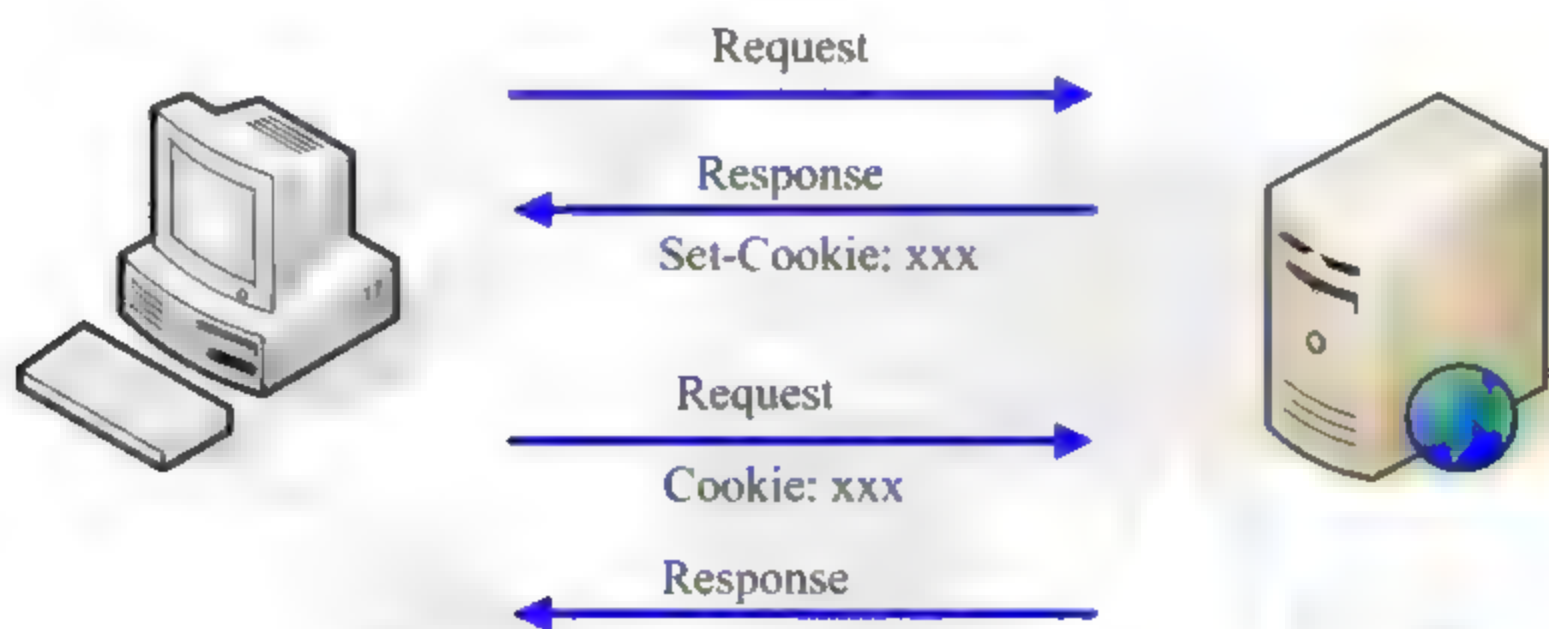 Request
Response
Set-Cookie: xxx
Request
Cookie: xxx
Response